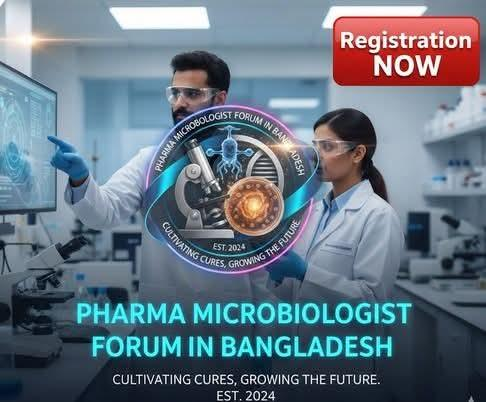 Registration
NOW
PHARMA MICROBIOLOGIST FORUM IN BANGLADESH
EST. 2024
CULTIVATING CURES, GROWING THE FUTURE
PHARMA MICROBIOLOGIST
FORUM IN BANGLADESH
CULTIVATING CURES, GROWING THE FUTURE.
EST. 2024